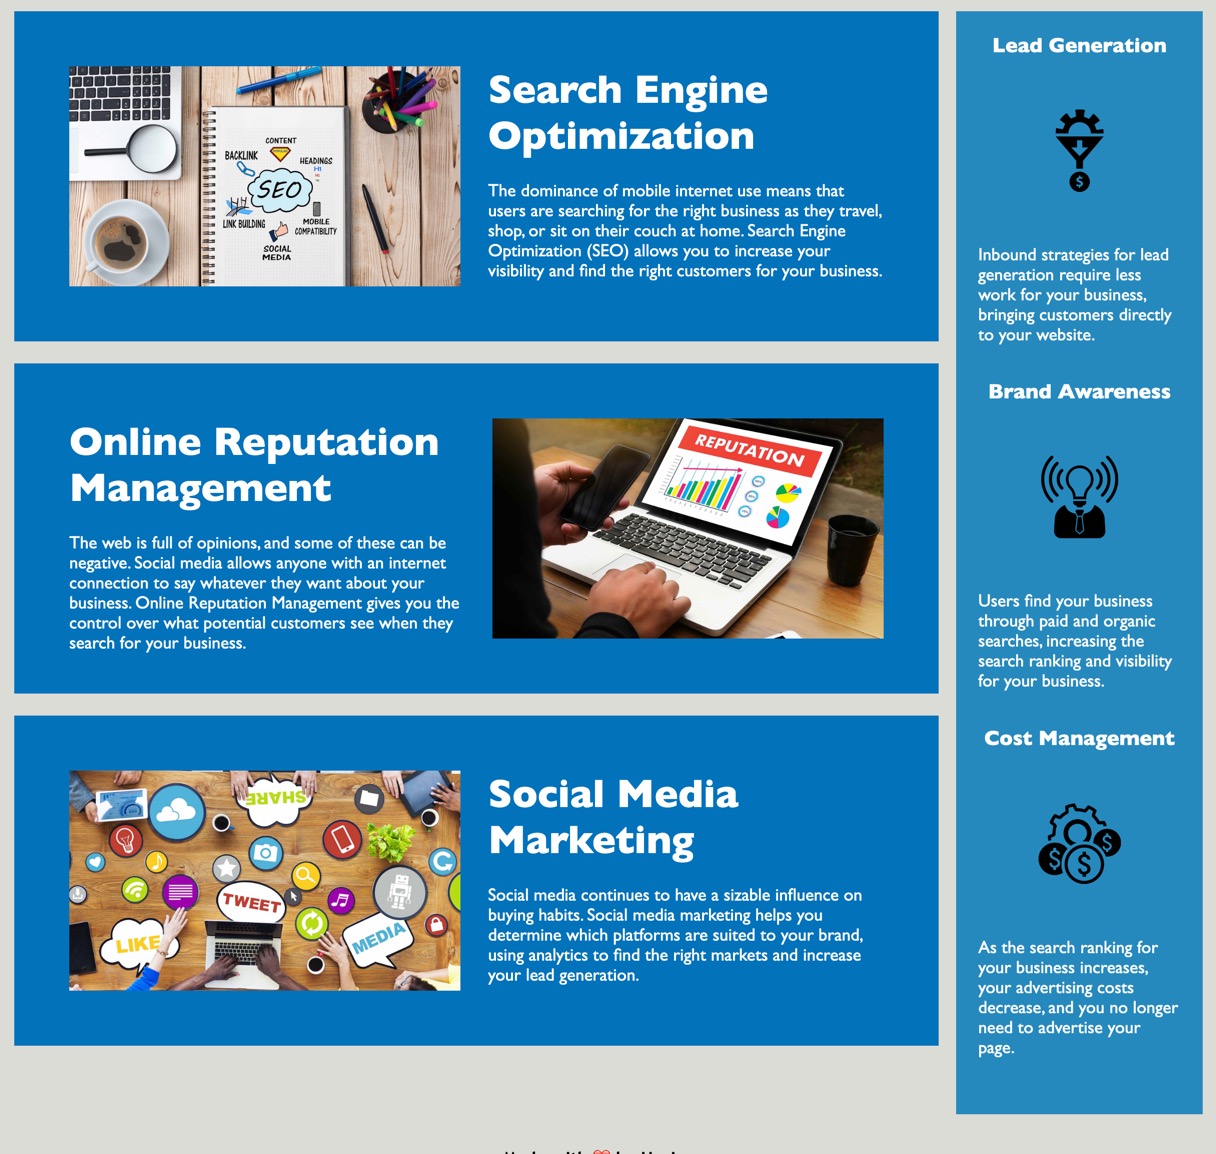 Search Engine
Optimization
The dominance of mobile internet use means that
users are searching for the right business as they travel,
shop, or sit on their couch at home. Search Engine
Optimization (SEO) allows you to increase your
visibility and find the right customers for your business.
CONTENT
BACKLINK
HEADINGS
H1
SEO
LINK BUILDING
MOBILE
COMPATIBILITY
SOCIAL
MEDIA
Online Reputation
Management
The web is full of opinions, and some of these can be
negative. Social media allows anyone with an internet
connection to say whatever they want about your
business. Online Reputation Management gives you the
control over what potential customers see when they
search for your business.
REPUTATION
Social Media
Marketing
Social media continues to have a sizable influence on
buying habits. Social media marketing helps you
determine which platforms are suited to your brand,
using analytics to find the right markets and increase
your lead generation.
SHARE
TWEET
LIKE
MEDIA
Lead Generation
$
Inbound strategies for lead
generation require less
work for your business,
bringing customers directly
to your website.
Brand Awareness
Users find your business
through paid and organic
searches, increasing the
search ranking and visibility
for your business.
Cost Management
$ $ $
As the search ranking for
your business increases,
your advertising costs
decrease, and you no longer
need to advertise your
page.